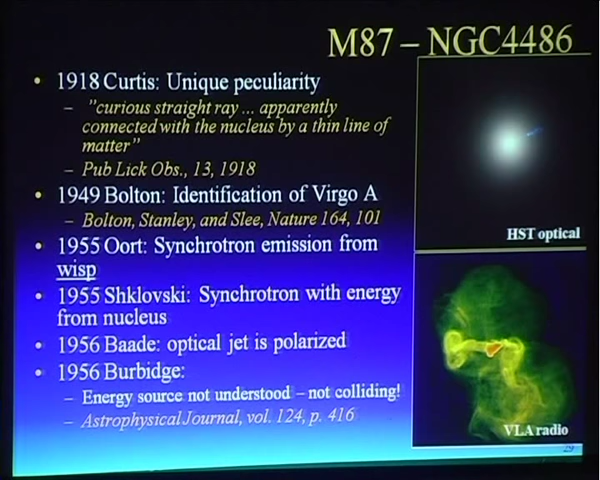 M87 – NGC4486
• 1918 Curtis: Unique peculiarity
– "curious straight ray ... apparently
connected with the nucleus by a thin line of
matter"
– Pub Lick Obs., 13, 1918
• 1949 Bolton: Identification of Virgo A
– Bolton, Stanley, and Slee, Nature 164, 101
• 1955 Oort: Synchrotron emission from
wisp
• 1955 Shklovski: Synchrotron with energy
from nucleus
• 1956 Baade: optical jet is polarized
• 1956 Burbidge:
– Energy source not understood – not colliding!
– Astrophysical Journal, vol. 124, p. 416
HST optical
VLA radio
29